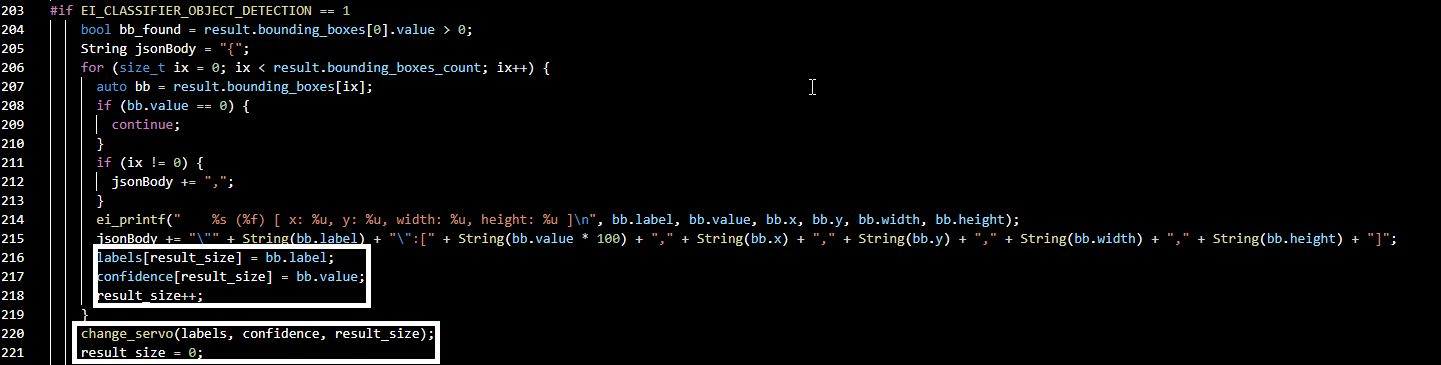 203 #if EI_CLASSIFIER_OBJECT_DETECTION == 1
204 bool bb_found = result.bounding_boxes[0].value > 0;
205 String jsonBody = "{";
206 for (size_t ix = 0; ix < result.bounding_boxes_count; ix++) {
207 auto bb = result.bounding_boxes[ix];
208 if (bb.value == 0) {
209 continue;
210 }
211 if (ix != 0) {
212 jsonBody += ",";
213 }
214 ei_printf("    %s (%f) [ x: %u, y: %u, width: %u, height: %u ]\n", bb.label, bb.value, bb.x, bb.y, bb.width, bb.height);
215 jsonBody += "\"" + String(bb.label) + "\":[" + String(bb.value * 100) + "," + String(bb.x) + "," + String(bb.y) + "," + String(bb.width) + "," + String(bb.height) + "]";
216 labels[result_size] = bb.label;
217 confidence[result_size] = bb.value;
218 result_size++;
219 }
220 change_servo(labels, confidence, result_size);
221 result_size = 0;